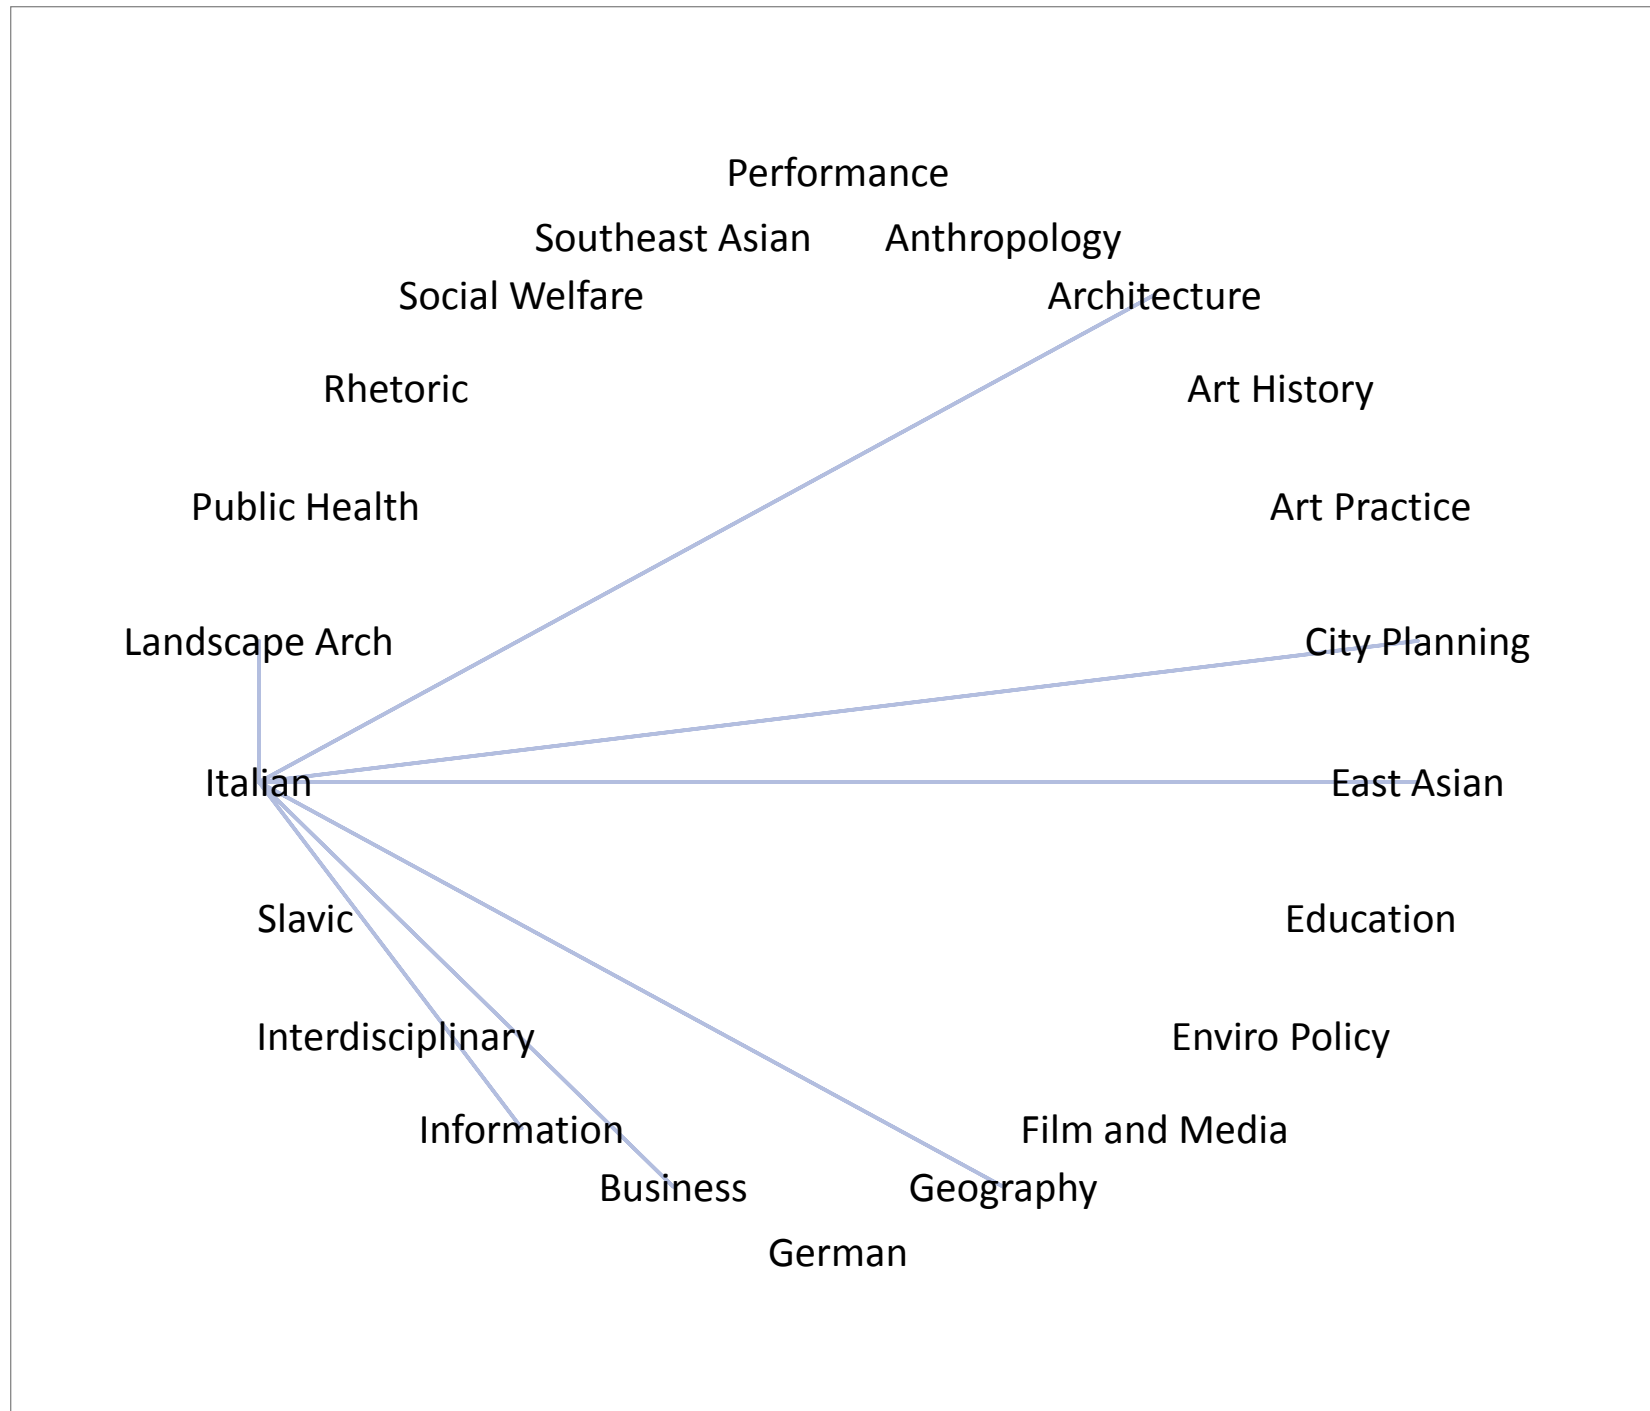 Performance
Southeast Asian
Anthropology
Social Welfare
Architecture
Rhetoric
Art History
Public Health
Art Practice
Landscape Arch
City Planning
Italian
East Asian
Slavic
Education
Interdisciplinary
Enviro Policy
Information
Film and Media
Business
Geography
German